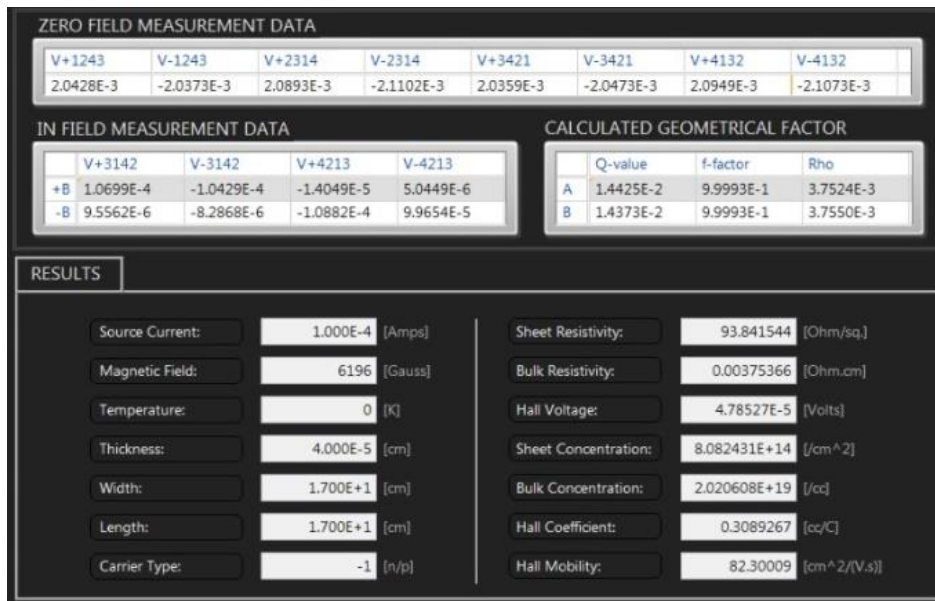 ZERO FIELD MEASUREMENT DATA
V+1243 V-1243 V+2314 V-2314 V+3421 V-3421 V+4132 V-4132
2.0428E-3 -2.0373E-3 2.0893E-3 -2.1102E-3 2.0359E-3 -2.0473E-3 2.0949E-3 -2.1073E-3
IN FIELD MEASUREMENT DATA
V+3142 V-3142 V+4213 V-4213
+B 1.0699E-4 -1.0429E-4 -1.4049E-5 5.0449E-6
-B 9.5562E-6 -8.2868E-6 -1.0882E-4 9.9654E-5
CALCULATED GEOMETRICAL FACTOR
Q-value f-factor Rho
A 1.4425E-2 9.9993E-1 3.7524E-3
B 1.4373E-2 9.9993E-1 3.7550E-3
RESULTS
Source Current: 1.000E-4 [Amps]
Magnetic Field: 6196 [Gauss]
Temperature: 0 [K]
Thickness: 4.000E-5 [cm]
Width: 1.700E+1 [cm]
Length: 1.700E+1 [cm]
Carrier Type: -1 [n/p]
Sheet Resistivity: 93.841544 [Ohm/sq.]
Bulk Resistivity: 0.00375366 [Ohm.cm]
Hall Voltage: 4.78527E-5 [Volts]
Sheet Concentration: 8.082431E+14 [/cm^2]
Bulk Concentration: 2.020608E+19 [/cc]
Hall Coefficient: 0.3089267 [cc/C]
Hall Mobility: 82.30009 [cm^2/(V.s)]